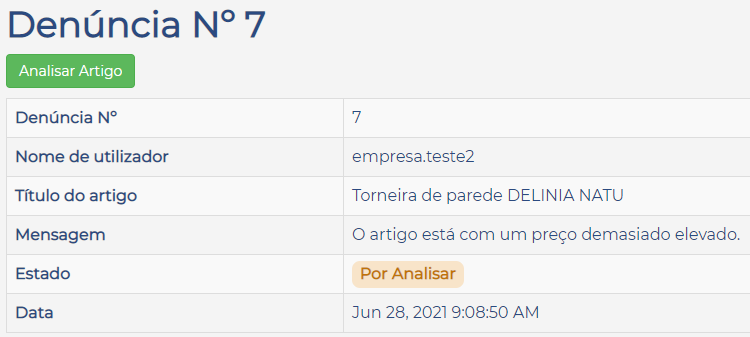 Denúncia Nº 7
Analisar Artigo
Denúncia Nº 7
Nome de utilizador empresa.teste2
Título do artigo Torneira de parede DELINIA NATU
Mensagem O artigo está com um preço demasiado elevado.
Estado Por Analisar
Data Jun 28, 2021 9:08:50 AM